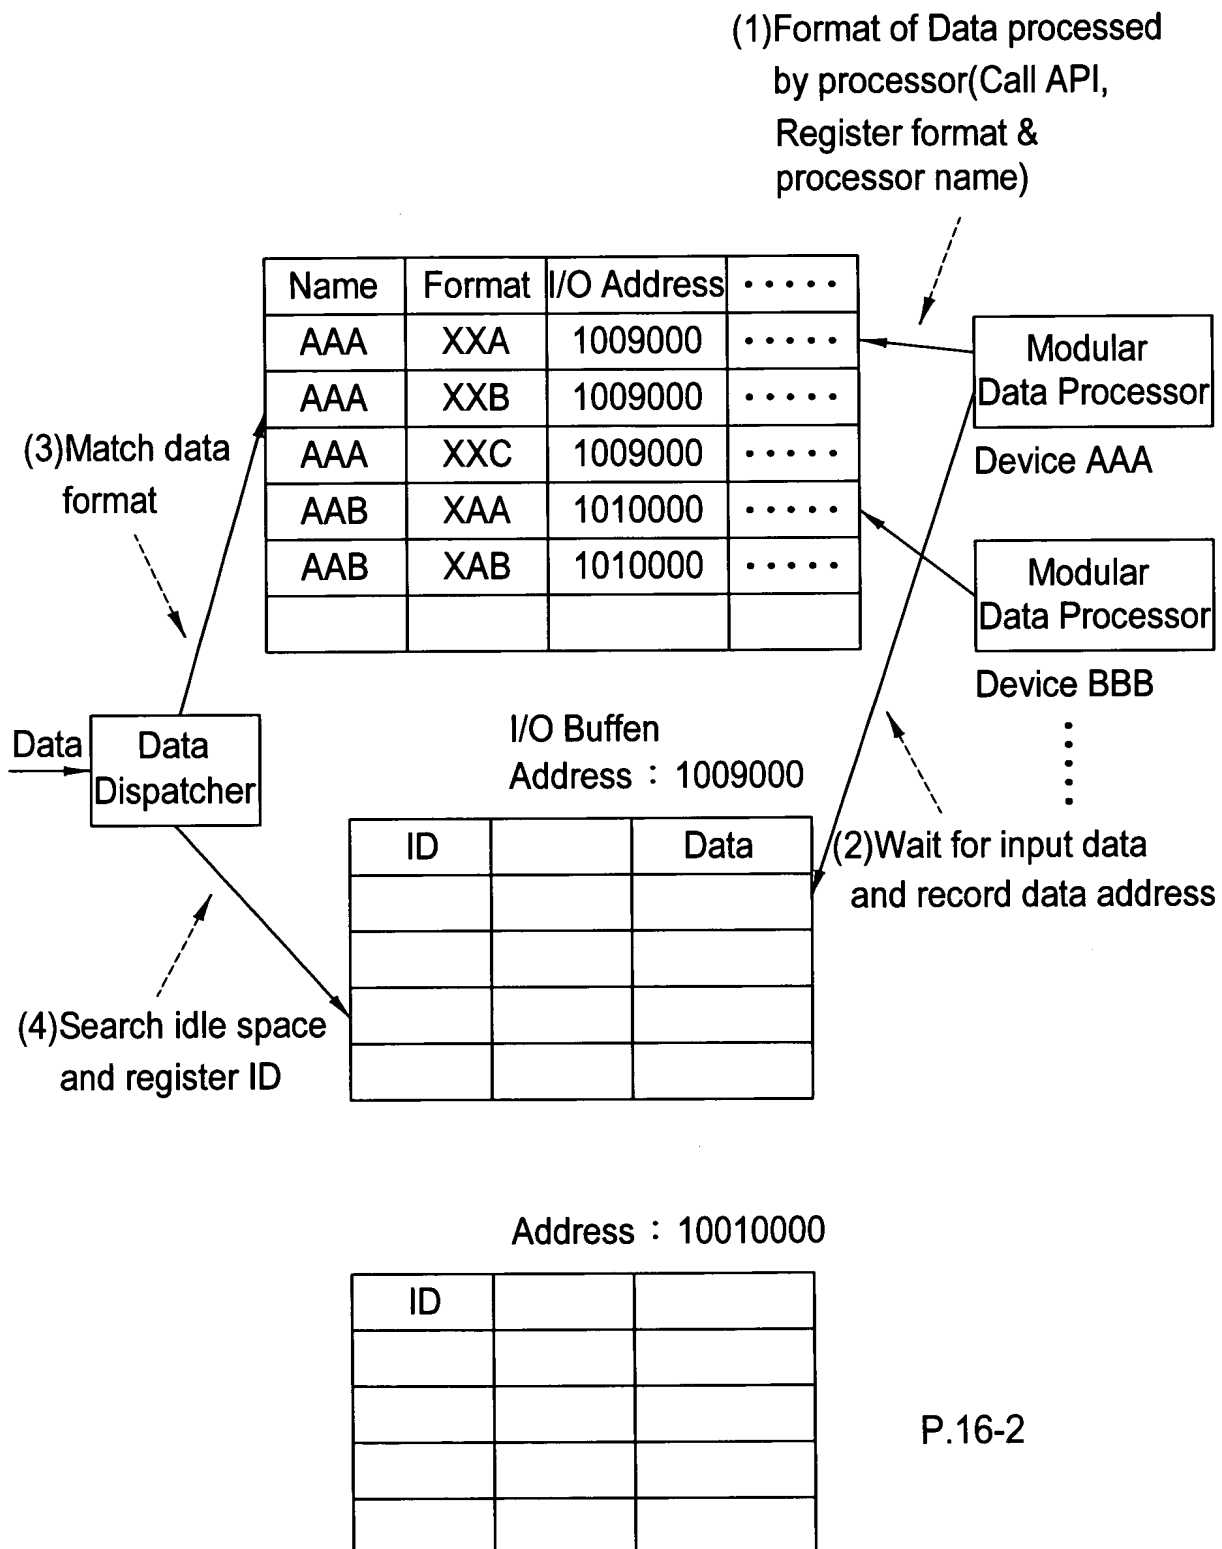 (1)Format of Data processed
by processor(Call API,
Register format &
processor name)
Name Format I/O Address ·····
AAA XXA 1009000 ·····
AAA XXB 1009000 ·····
AAA XXC 1009000 ·····
AAB XAA 1010000 ·····
AAB XAB 1010000 ·····
Modular
Data Processor
Device AAA
Modular
Data Processor
Device BBB
(3)Match data
format
Data
Data
Dispatcher
I/O Buffen
Address : 1009000
ID Data
(2)Wait for input data
and record data address
(4)Search idle space
and register ID
Address : 10010000
ID
P.16-2